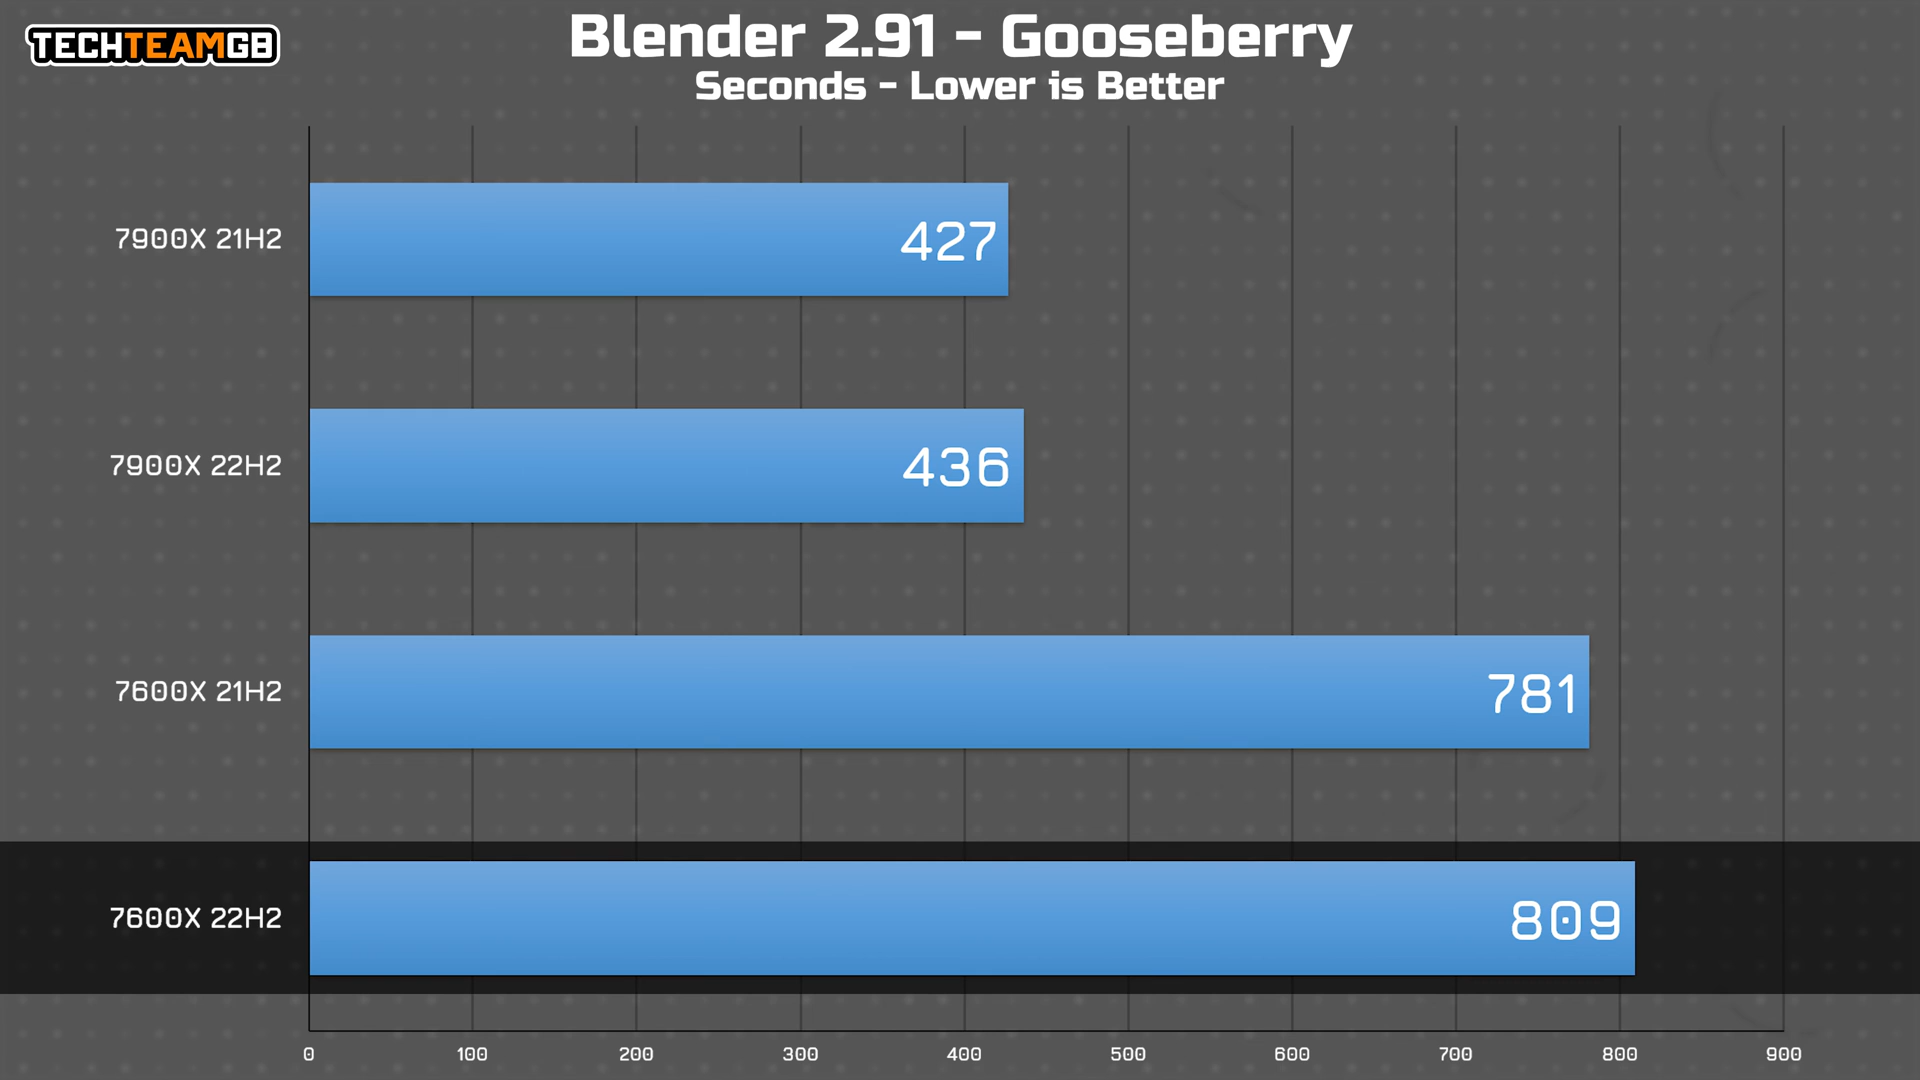 TECHTEAMGB
Blender 2.91 - Gooseberry
Seconds - Lower is Better
7900X 21H2
427
7900X 22H2
436
7600X 21H2
781
7600X 22H2
809
0 100 200 300 400 500 600 700 800 900